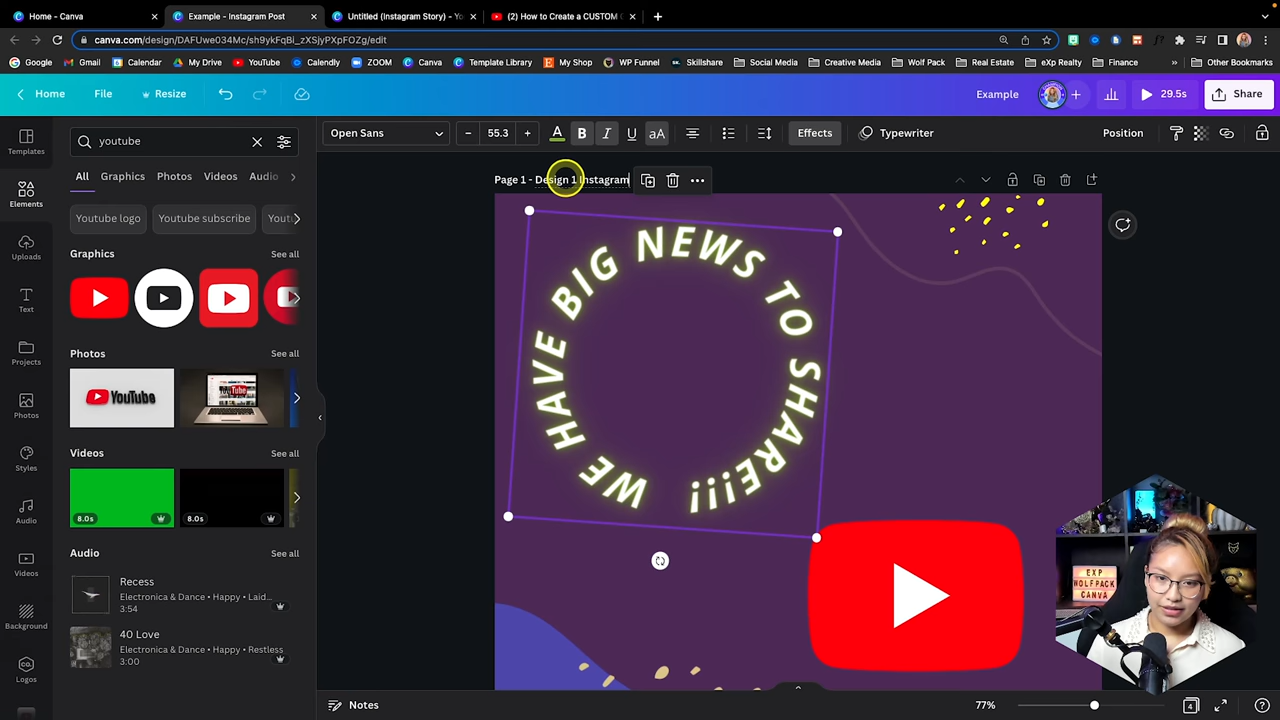 Home - Canva
Example - Instagram Post
Untitled (Instagram Story) - Yo
(2) How to Create a CUSTOM
canva.com/design/DAFUwe034Mc/sh9ykFqBl_zXSjyPXpFOZg/edit
Google
Gmail
Calendar
My Drive
YouTube
Calendly
ZOOM
Canva
Template Library
My Shop
WP Funnel
Skillshare
Social Media
Creative Media
Wolf Pack
Real Estate
eXp Realty
Finance
Other Bookmarks
Home
File
Resize
Example
29.5s
Share
Templates
Elements
Uploads
Text
Projects
Photos
Styles
Audio
Videos
Background
Logos
youtube
All
Graphics
Photos
Videos
Audio
Youtube logo
Youtube subscribe
Graphics
See all
Photos
See all
YouTube
Tube
Videos
See all
8.0s
8.0s
Audio
See all
Recess
Electronica & Dance • Happy • Laid...
3:54
40 Love
Electronica & Dance • Happy • Restless
3:00
Open Sans
55.3
A
B
I
U
aA
Effects
Typewriter
Position
Page 1 - Design 1 Instagram
WE HAVE BIG NEWS TO SHARE!!!
EXP
WOLFPACK
CANVA
Notes
77%
4